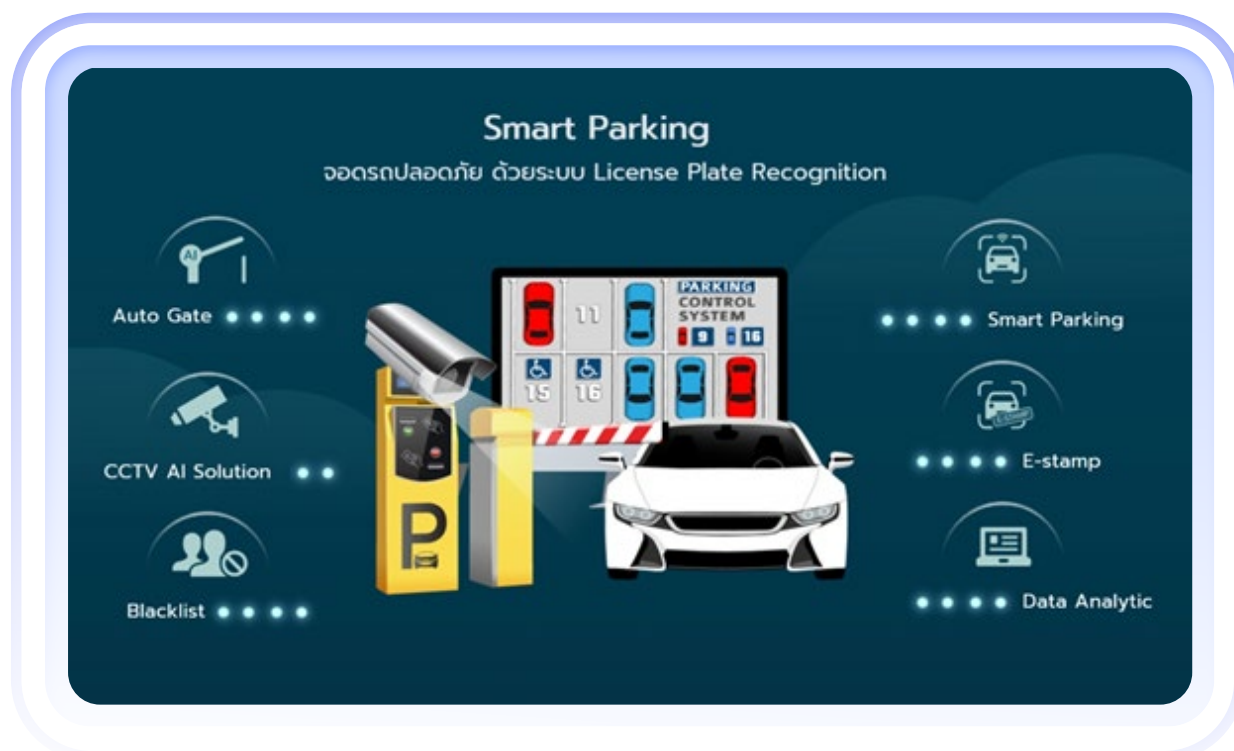 Smart Parking
จอดรถปลอดภัย ด้วยระบบ License Plate Recognition
AI
Auto Gate
CCTV AI Solution
Blacklist
11
PARKING
CONTROL
SYSTEM
9 16
15 16
P
Smart Parking
E-STAMP
E-stamp
Data Analytic